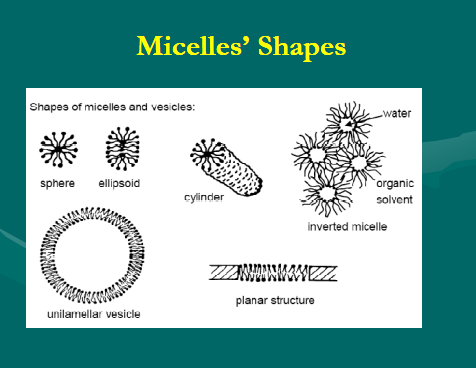 Micelles’ Shapes
Shapes of micelles and vesicles:
sphere
ellipsoid
cylinder
water
organic
solvent
inverted micelle
unilamellar vesicle
planar structure